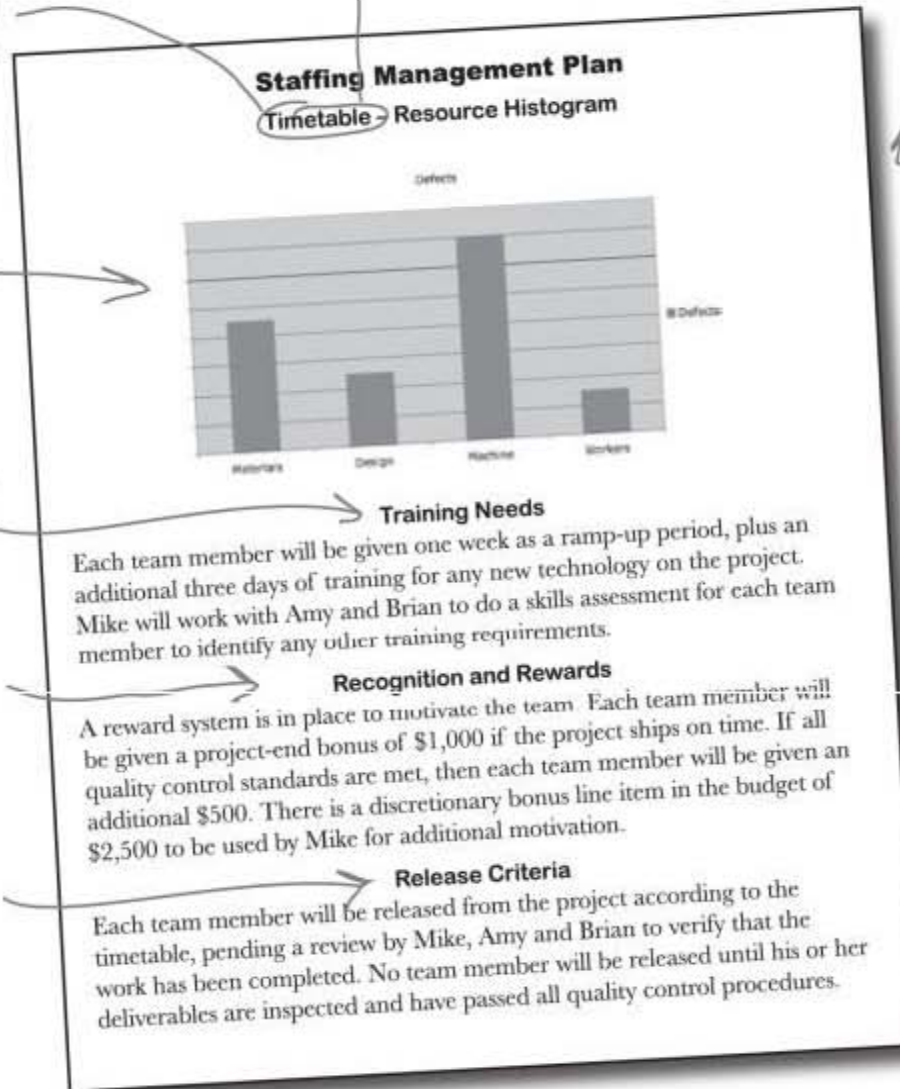 Staffing Management Plan
Timetable - Resource Histogram
Defects
Defects
Materials
Design
Machine
Workers
Training Needs
Each team member will be given one week as a ramp-up period, plus an
additional three days of training for any new technology on the project.
Mike will work with Amy and Brian to do a skills assessment for each team
member to identify any other training requirements.
Recognition and Rewards
A reward system is in place to motivate the team Each team member will
be given a project-end bonus of $1,000 if the project ships on time. If all
quality control standards are met, then each team member will be given an
additional $500. There is a discretionary bonus line item in the budget of
$2,500 to be used by Mike for additional motivation.
Release Criteria
Each team member will be released from the project according to the
timetable, pending a review by Mike, Amy and Brian to verify that the
work has been completed. No team member will be released until his or her
deliverables are inspected and have passed all quality control procedures.